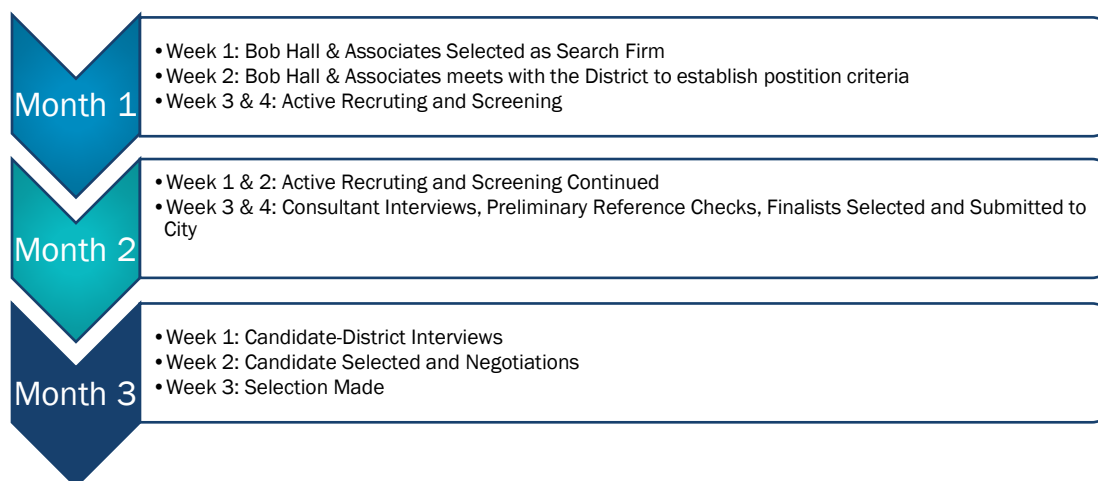 Month 1
•Week 1: Bob Hall & Associates Selected as Search Firm
•Week 2: Bob Hall & Associates meets with the District to establish postition criteria
•Week 3 & 4: Active Recruting and Screening
Month 2
•Week 1 & 2: Active Recruting and Screening Continued
•Week 3 & 4: Consultant Interviews, Preliminary Reference Checks, Finalists Selected and Submitted to
City
Month 3
•Week 1: Candidate-District Interviews
•Week 2: Candidate Selected and Negotiations
•Week 3: Selection Made